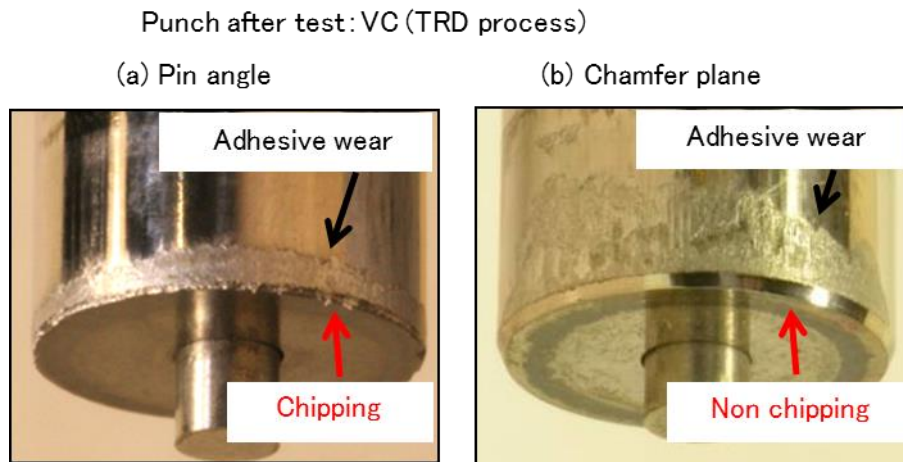 Punch after test: VC (TRD process)
(a) Pin angle
(b) Chamfer plane
Adhesive wear
Adhesive wear
Chipping
Non chipping